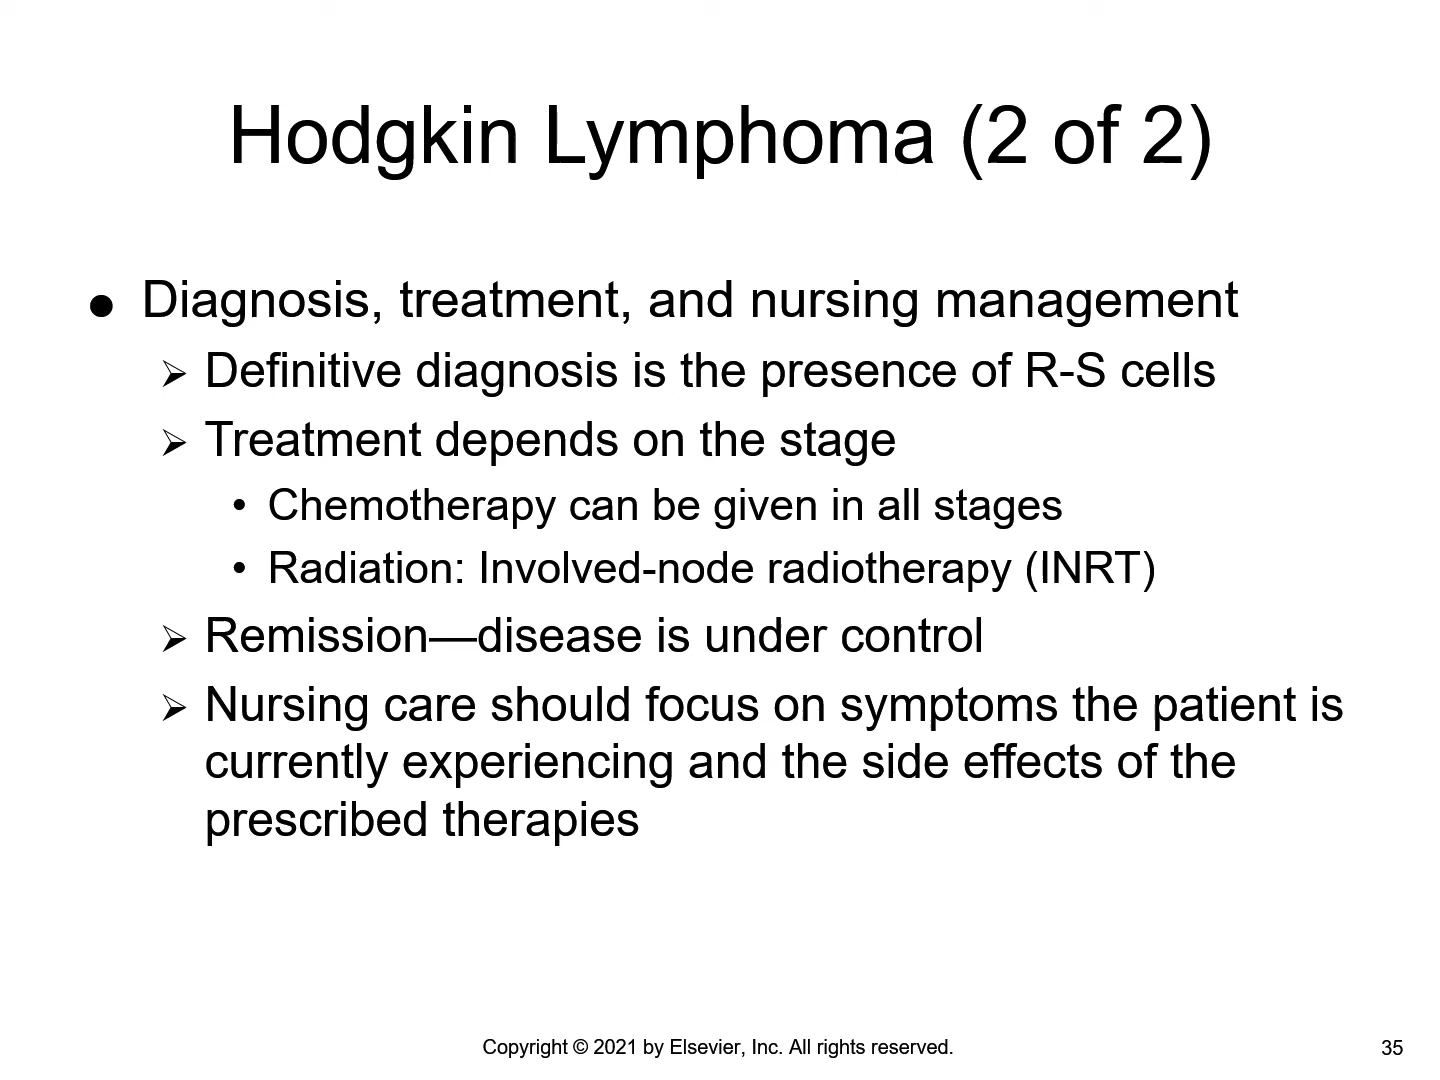 Hodgkin Lymphoma (2 of 2)
● Diagnosis, treatment, and nursing management
➢ Definitive diagnosis is the presence of R-S cells
➢ Treatment depends on the stage
• Chemotherapy can be given in all stages
• Radiation: Involved-node radiotherapy (INRT)
➢ Remission—disease is under control
➢ Nursing care should focus on symptoms the patient is
currently experiencing and the side effects of the
prescribed therapies
Copyright © 2021 by Elsevier, Inc. All rights reserved.
35